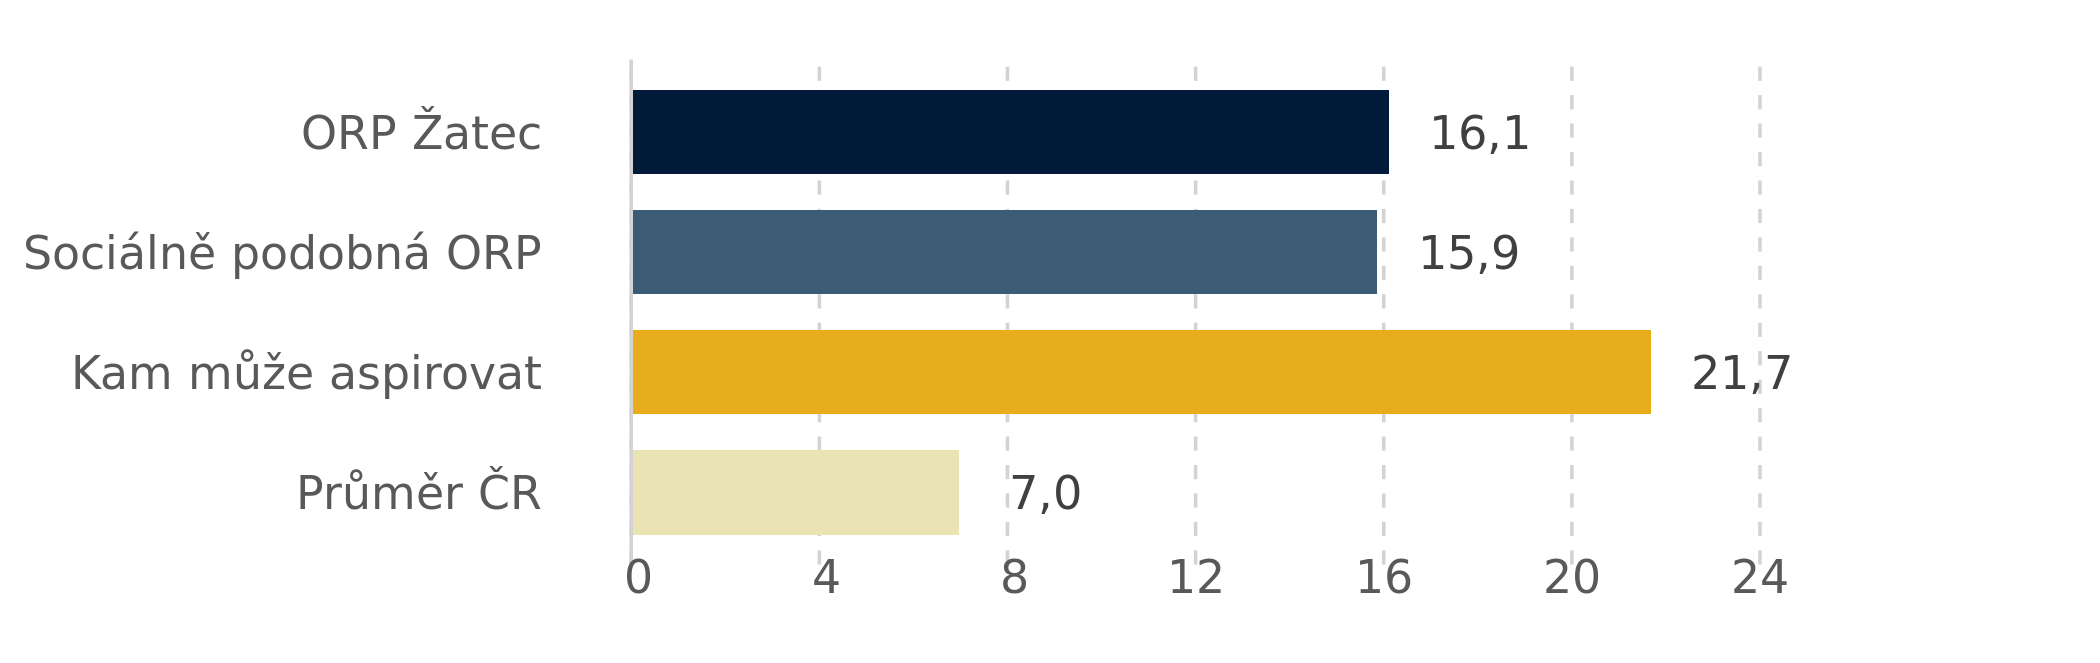 ORP Žatec 16,1
Sociálně podobná ORP 15,9
Kam může aspirovat 21,7
Průměr ČR 7,0
0 4 8 12 16 20 24